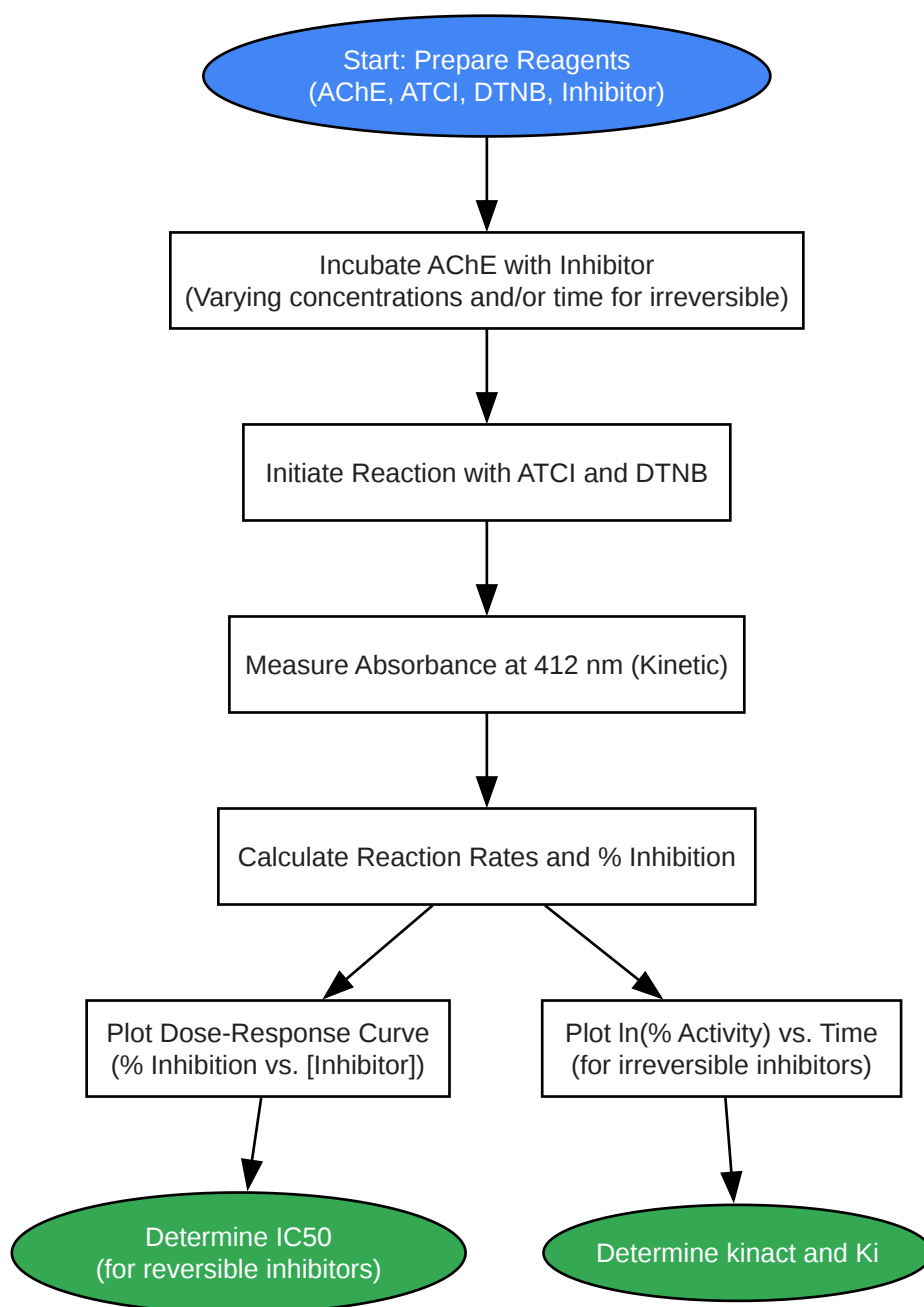 Start: Prepare Reagents
(AChE, ATCI, DTNB, Inhibitor)
Incubate AChE with Inhibitor
(Varying concentrations and/or time for irreversible)
Initiate Reaction with ATCI and DTNB
Measure Absorbance at 412 nm (Kinetic)
Calculate Reaction Rates and % Inhibition
Plot Dose-Response Curve
(% Inhibition vs. [Inhibitor])
Plot ln(% Activity) vs. Time
(for irreversible inhibitors)
Determine IC50
(for reversible inhibitors)
Determine kinact and Ki